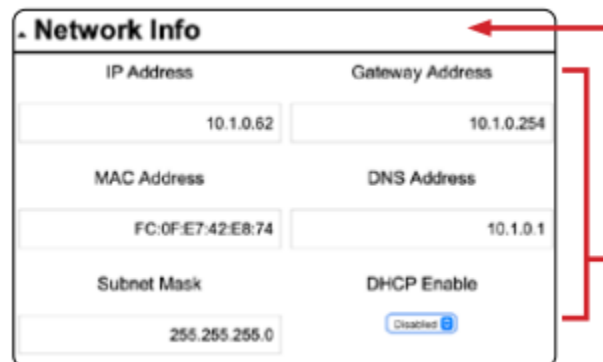 Network Info
IP Address Gateway Address
10.1.0.62 10.1.0.254
MAC Address DNS Address
FC:0F:E7:42:E8:74 10.1.0.1
Subnet Mask DHCP Enable
Disabled
255.255.255.0